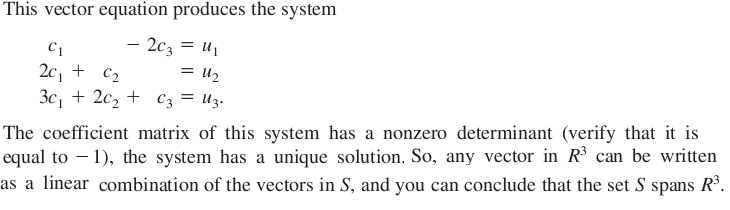 This vector equation produces the system
c₁ − 2c₃ = u₁
2c₁ + c₂ = u₂
3c₁ + 2c₂ + c₃ = u₃.
The coefficient matrix of this system has a nonzero determinant (verify that it is
equal to −1), the system has a unique solution. So, any vector in R³ can be written
as a linear combination of the vectors in S, and you can conclude that the set S spans R³.